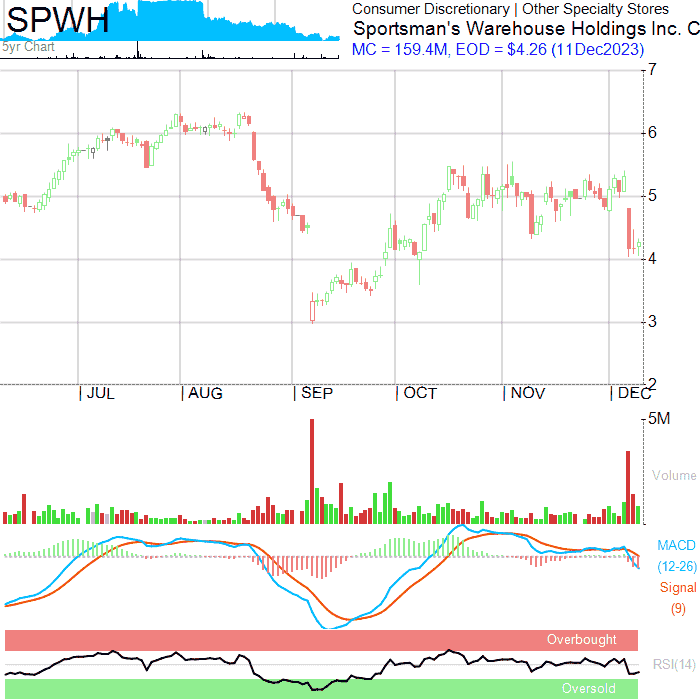 SPWH
5yr Chart
Consumer Discretionary | Other Specialty Stores
Sportsman's Warehouse Holdings Inc. C
MC = 159.4M, EOD = $4.26 (11Dec2023)
7
6
5
4
3
2
| JUL
| AUG
| SEP
| OCT
| NOV
| DEC
5M
Volume
MACD
(12-26)
Signal
(9)
Overbought
RSI(14)
Oversold